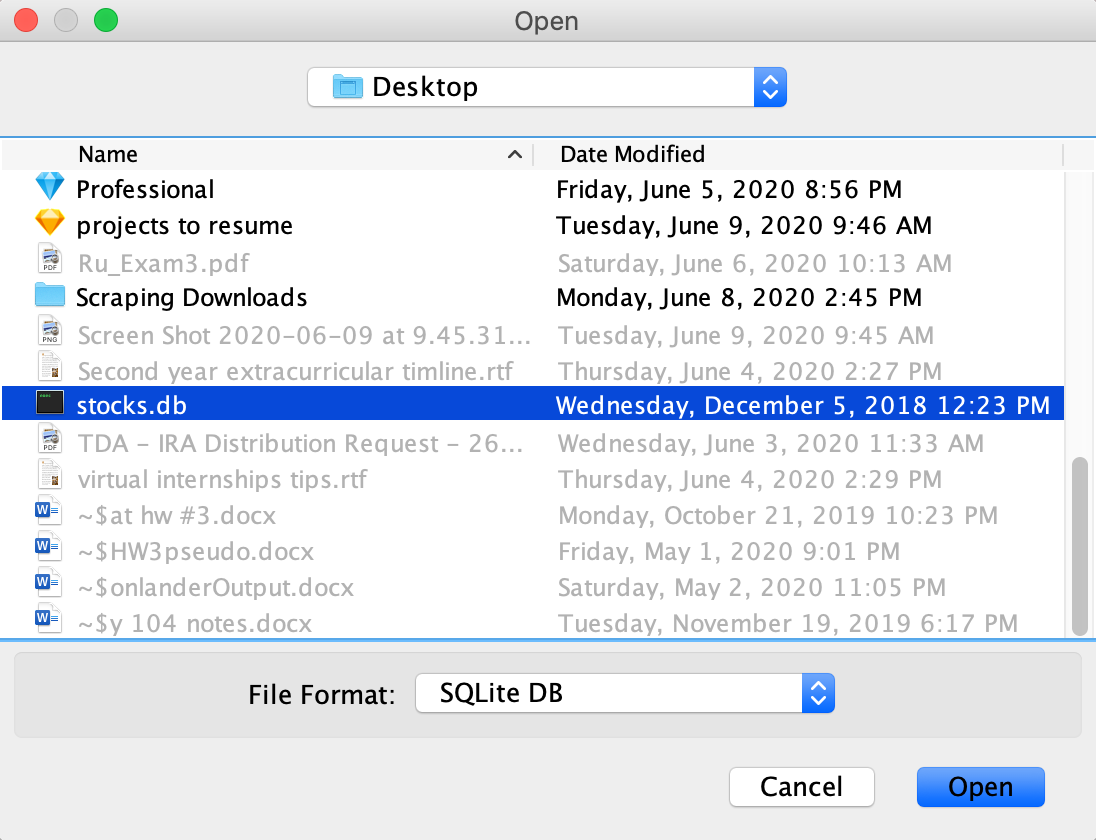 Open
Desktop
Name Date Modified
Professional Friday, June 5, 2020 8:56 PM
projects to resume Tuesday, June 9, 2020 9:46 AM
Ru_Exam3.pdf Saturday, June 6, 2020 10:13 AM
Scraping Downloads Monday, June 8, 2020 2:45 PM
Screen Shot 2020-06-09 at 9.45.31... Tuesday, June 9, 2020 9:45 AM
Second year extracurricular timline.rtf Thursday, June 4, 2020 2:27 PM
stocks.db Wednesday, December 5, 2018 12:23 PM
TDA - IRA Distribution Request - 26... Wednesday, June 3, 2020 11:33 AM
virtual internships tips.rtf Thursday, June 4, 2020 2:29 PM
~$at hw #3.docx Monday, October 21, 2019 10:23 PM
~$HW3pseudo.docx Friday, May 1, 2020 9:01 PM
~$onlanderOutput.docx Saturday, May 2, 2020 11:05 PM
~$y 104 notes.docx Tuesday, November 19, 2019 6:17 PM
File Format: SQLite DB
Cancel Open